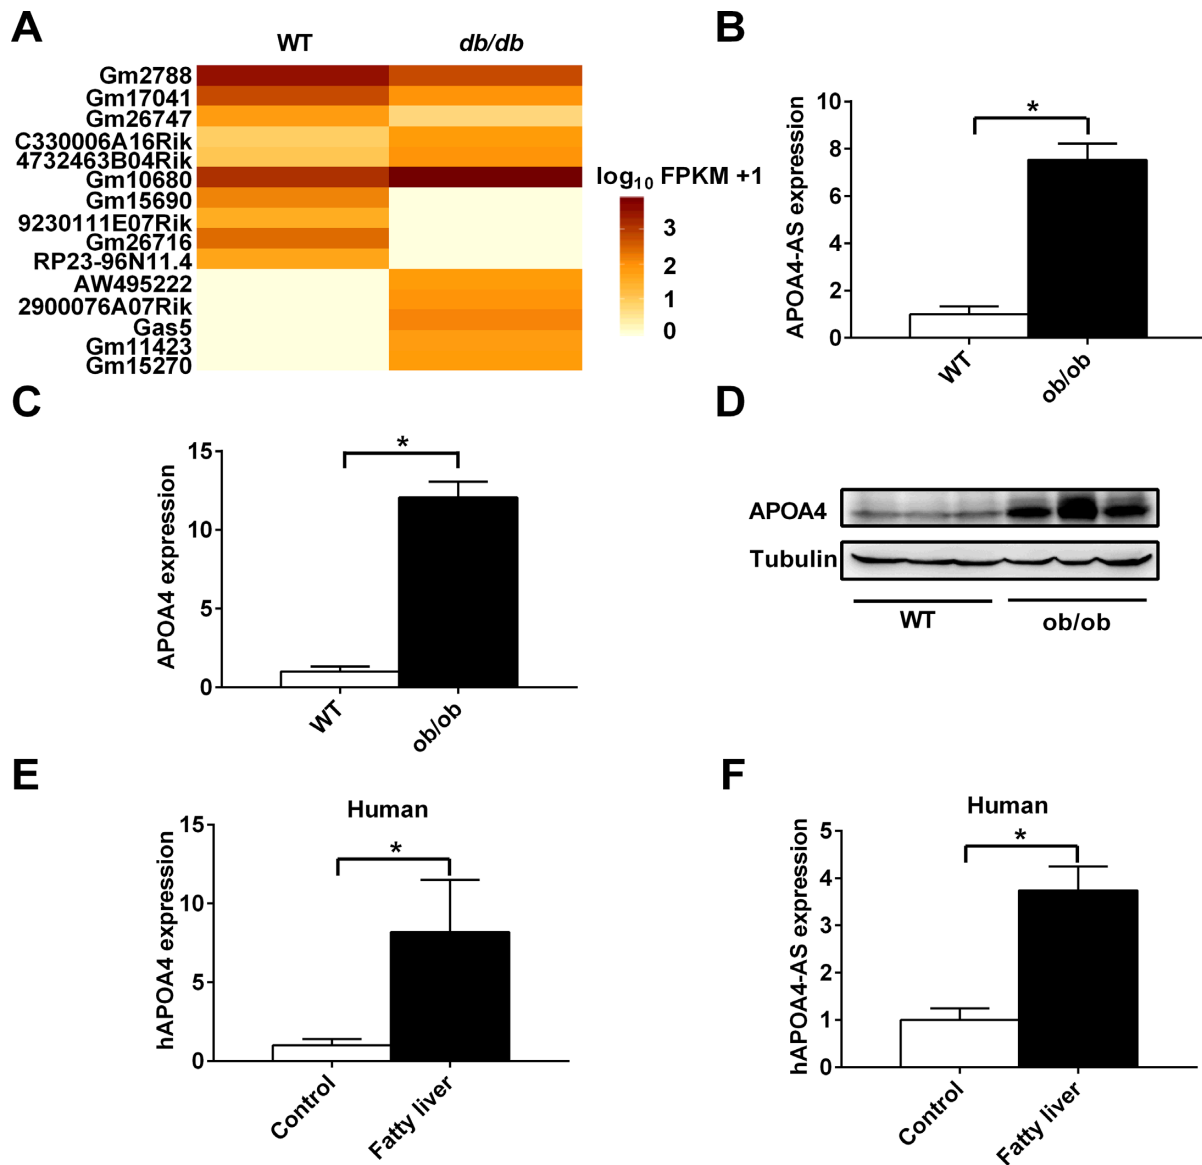 A
WT
db/db
Gm2788
Gm17041
Gm26747
C330006A16Rik
4732463B04Rik
Gm10680
Gm15690
9230111E07Rik
Gm26716
RP23-96N11.4
AW495222
2900076A07Rik
Gas5
Gm11423
Gm15270
log₁₀ FPKM +1
3
2
1
0
B
APOA4-AS expression
10
8
6
4
2
0
*
WT
ob/ob
C
APOA4 expression
15
10
5
0
*
WT
ob/ob
D
APOA4
Tubulin
WT
ob/ob
E
Human
hAPOA4 expression
15
10
5
0
*
Control
Fatty liver
F
Human
hAPOA4-AS expression
5
4
3
2
1
0
*
Control
Fatty liver